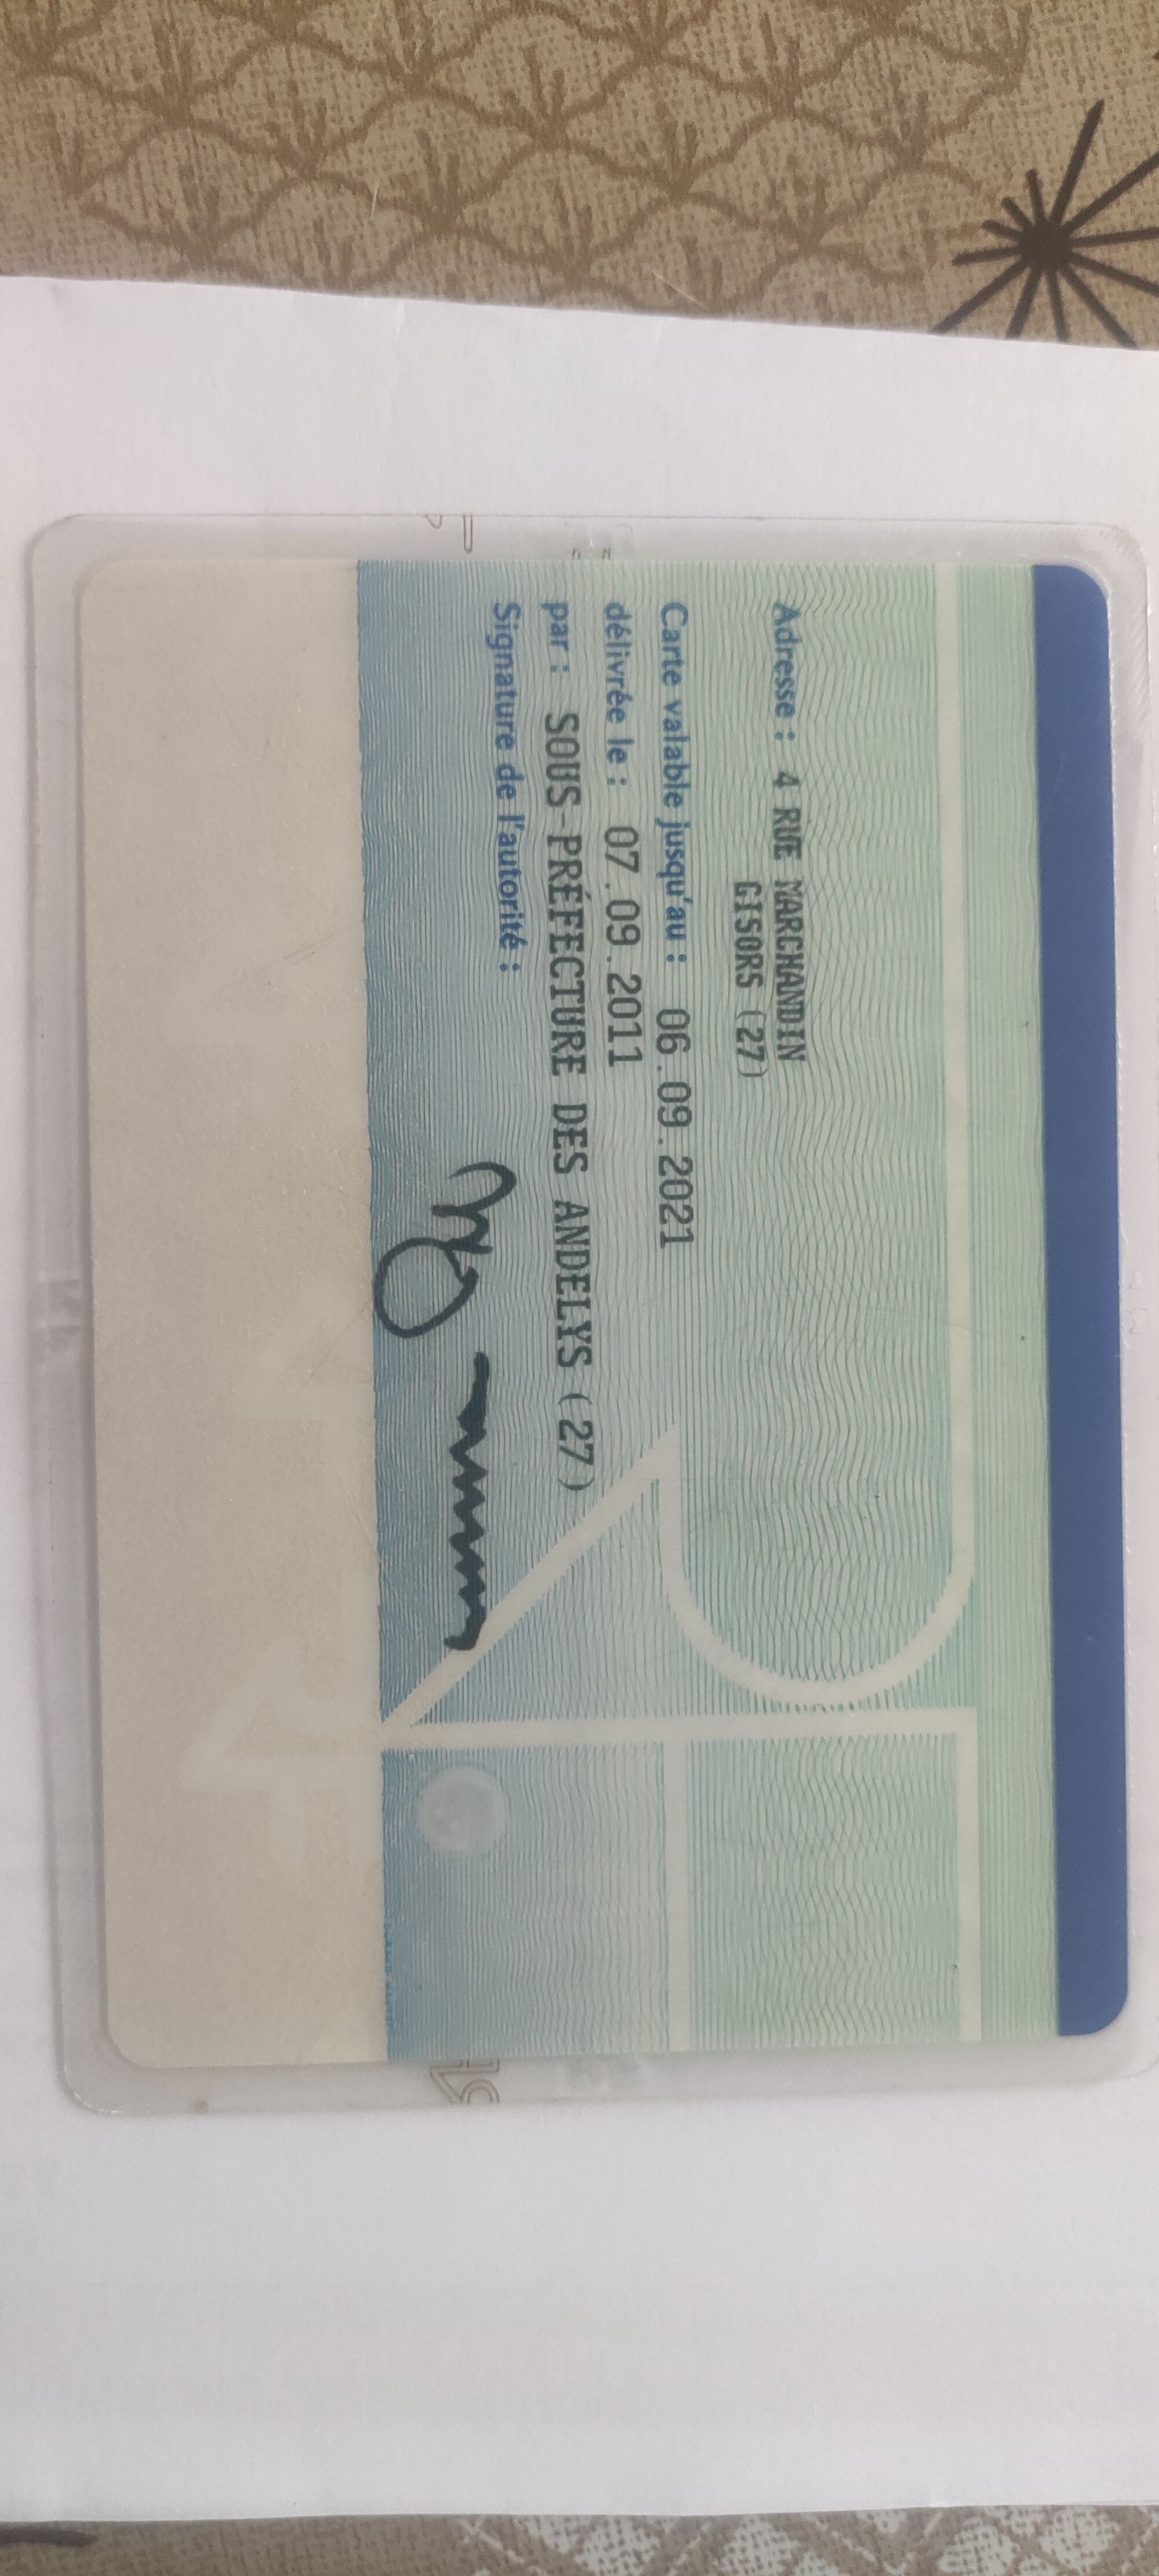 Adresse : 4 RUE MARCHANDIN
GISORS (27)
Carte valable jusqu'au : 06.09.2021
délivrée le : 07.09.2011
par : SOUS-PRÉFECTURE DES ANDELYS (27)
Signature de l'autorité :